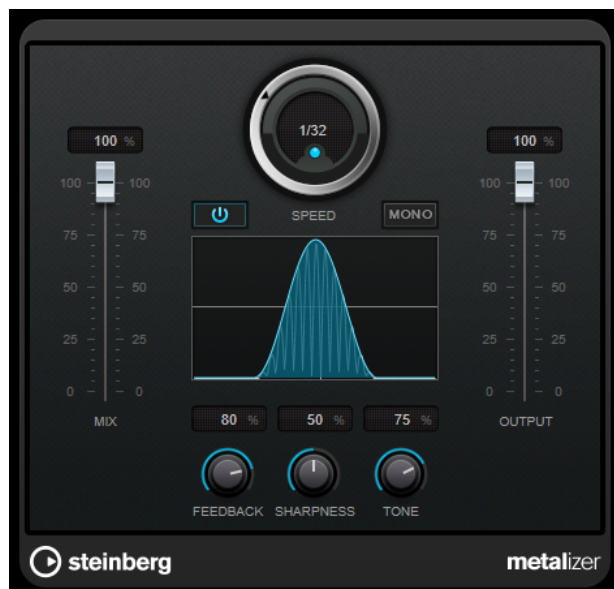 100 %
1/32
100 %
SPEED
MONO
100
100
75
75
50
50
25
25
0
0
MIX
100
100
75
75
50
50
25
25
0
0
OUTPUT
80 %
50 %
75 %
FEEDBACK
SHARPNESS
TONE
steinberg
metalizer